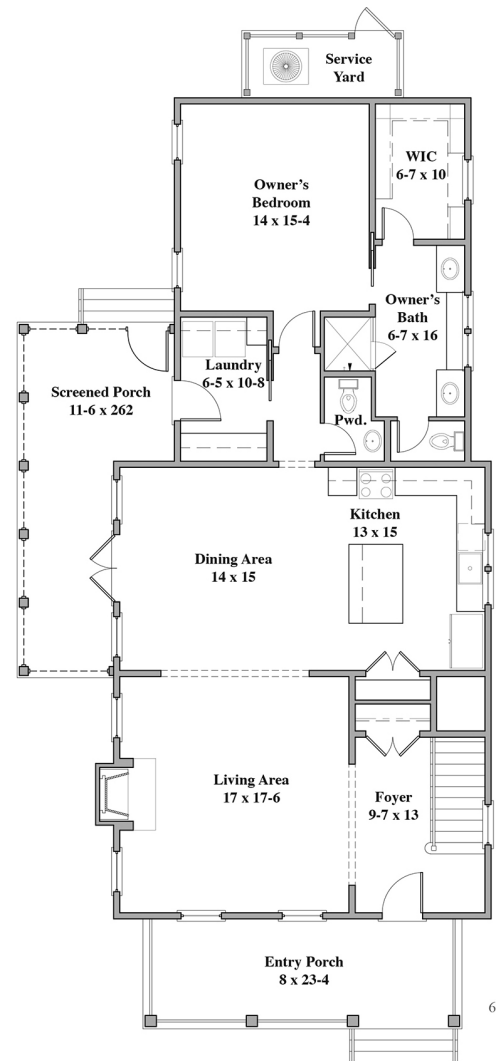 Service
Yard
WIC
6-7 x 10
Owner's
Bedroom
14 x 15-4
Owner's
Bath
6-7 x 16
Laundry
6-5 x 10-8
Screened Porch
11-6 x 262
Pwd.
Kitchen
13 x 15
Dining Area
14 x 15
Living Area
17 x 17-6
Foyer
9-7 x 13
Entry Porch
8 x 23-4
6